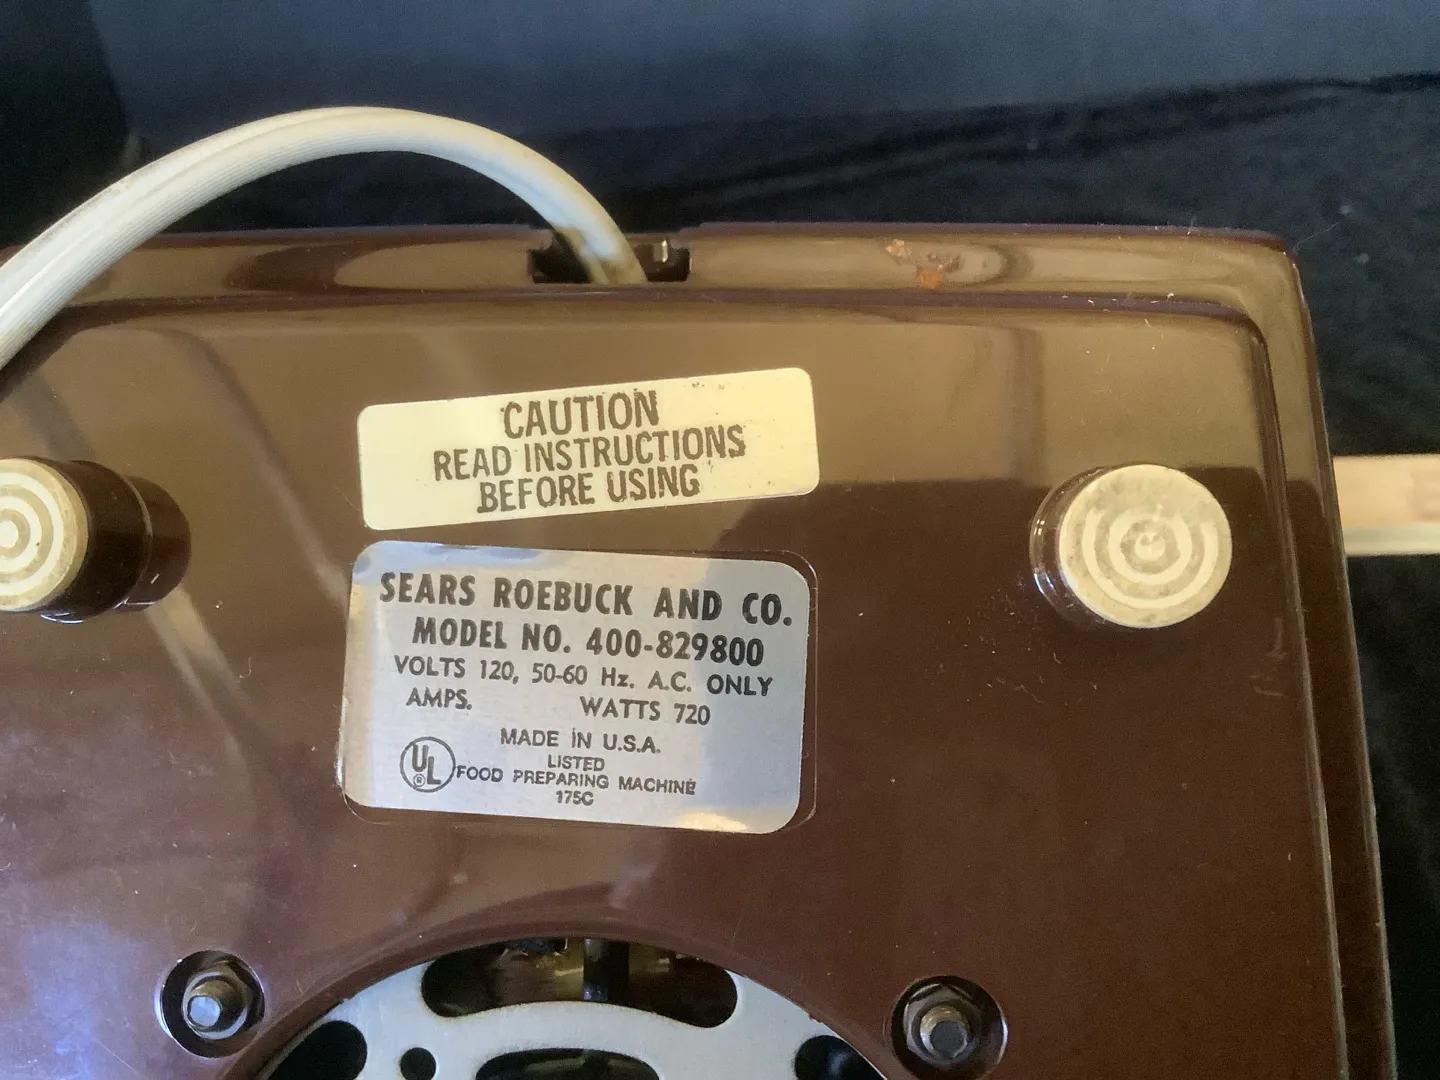 CAUTION
READ INSTRUCTIONS
BEFORE USING
SEARS ROEBUCK AND CO.
MODEL NO. 400-829800
VOLTS 120, 50-60 Hz. A.C. ONLY
AMPS. WATTS 720
MADE IN U.S.A.
UL®
LISTED
FOOD PREPARING MACHINE
175C